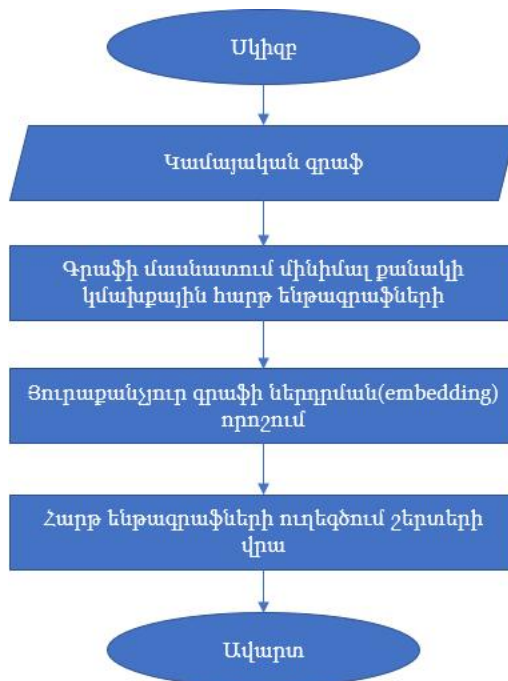 Սկիզբ
Կամայական գրաֆ
Գրաֆի մասնատում մինիմալ քանակի
կմախքային հարթ ենթագրաֆների
Յուրաքանչյուր գրաֆի ներդրման(embedding)
որոշում
Հարթ ենթագրաֆների ուղեգծում շերտերի
վրա
Ավարտ